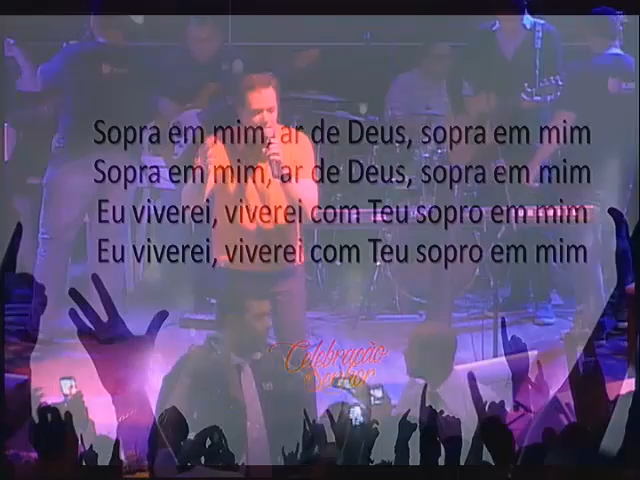 Sopra em mim, ar de Deus, sopra em mim
Sopra em mim, ar de Deus, sopra em mim
Eu viverei, viverei com Teu sopro em mim
Eu viverei, viverei com Teu sopro em mim
Celebração
Senhor